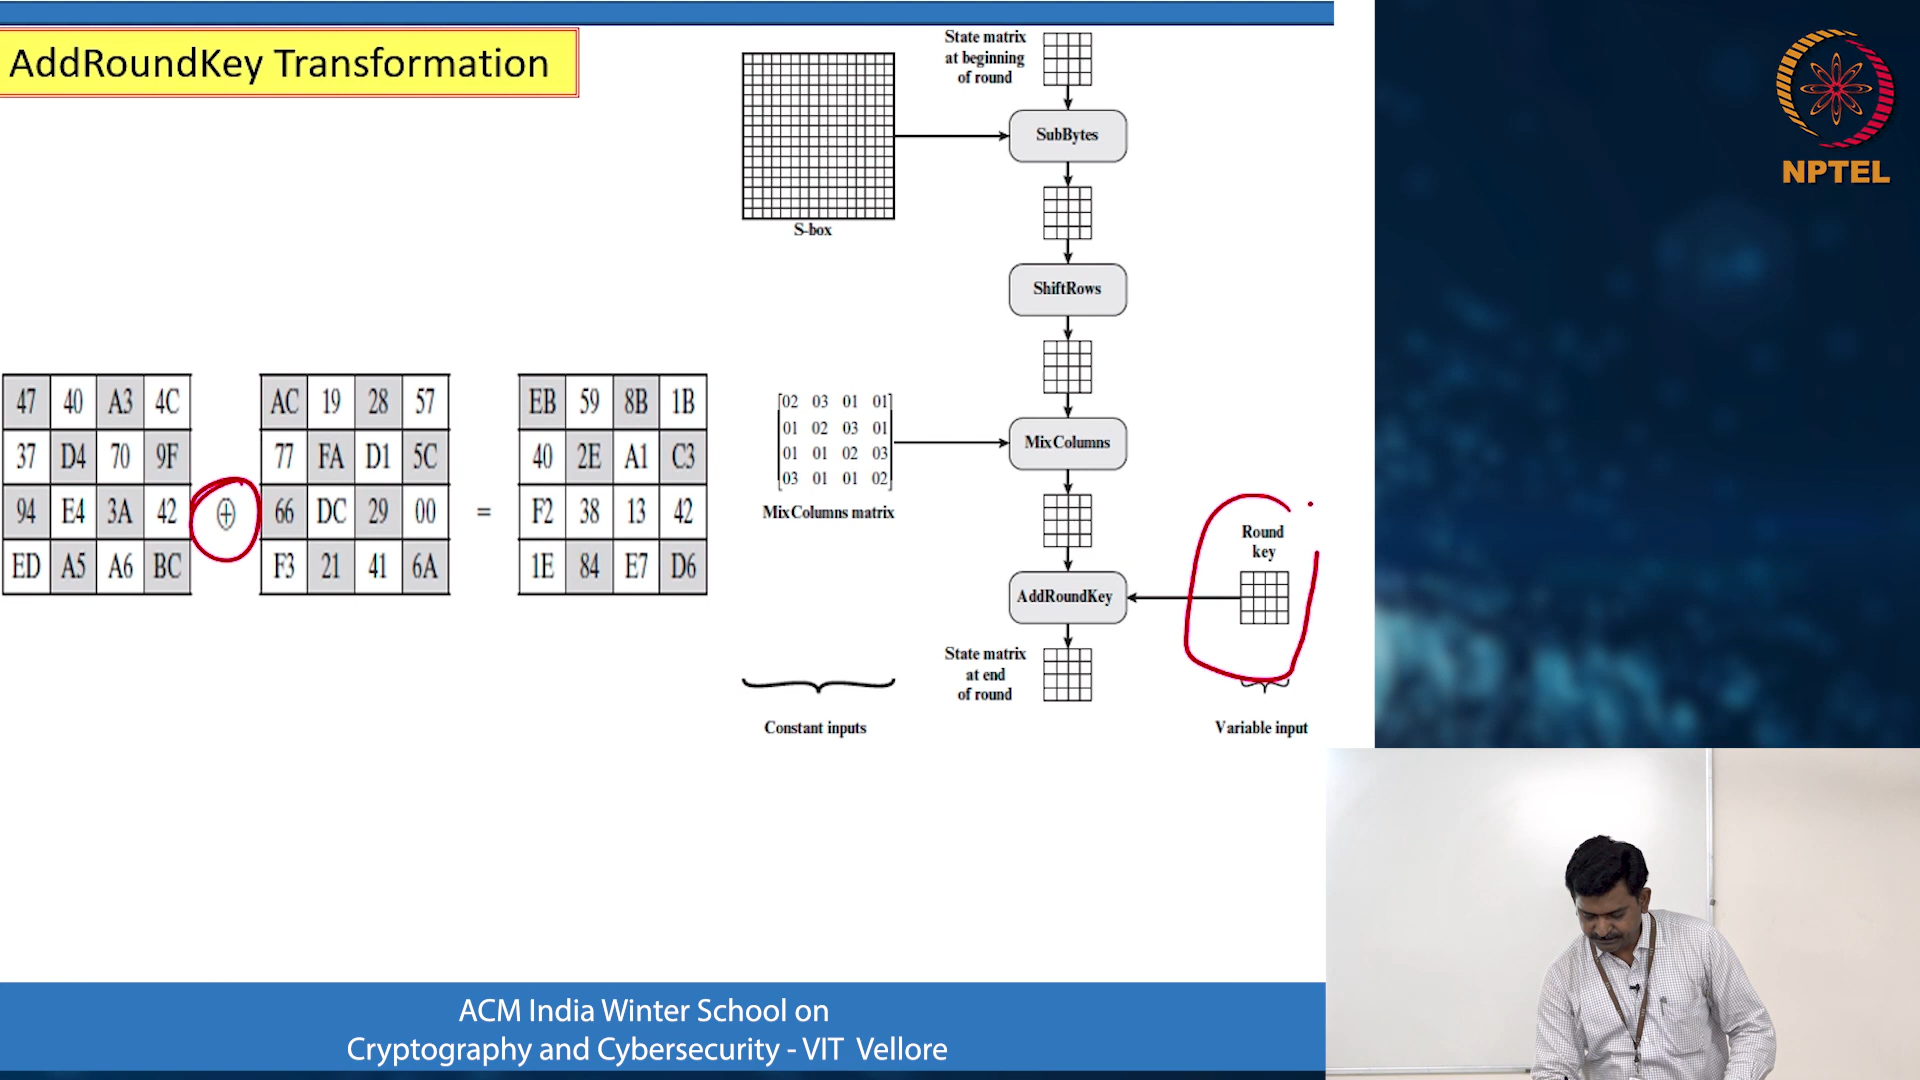 AddRoundKey Transformation
State matrix
at beginning
of round
SubBytes
S-box
ShiftRows
47 40 A3 4C
37 D4 70 9F
94 E4 3A 42
ED A5 A6 BC
⊕
AC 19 28 57
77 FA D1 5C
66 DC 29 00
F3 21 41 6A
=
EB 59 8B 1B
40 2E A1 C3
F2 38 13 42
1E 84 E7 D6
02 03 01 01
01 02 03 01
01 01 02 03
03 01 01 02
MixColumns matrix
MixColumns
Round
key
AddRoundKey
State matrix
at end
of round
Constant inputs
Variable input
NPTEL
ACM India Winter School on
Cryptography and Cybersecurity - VIT Vellore